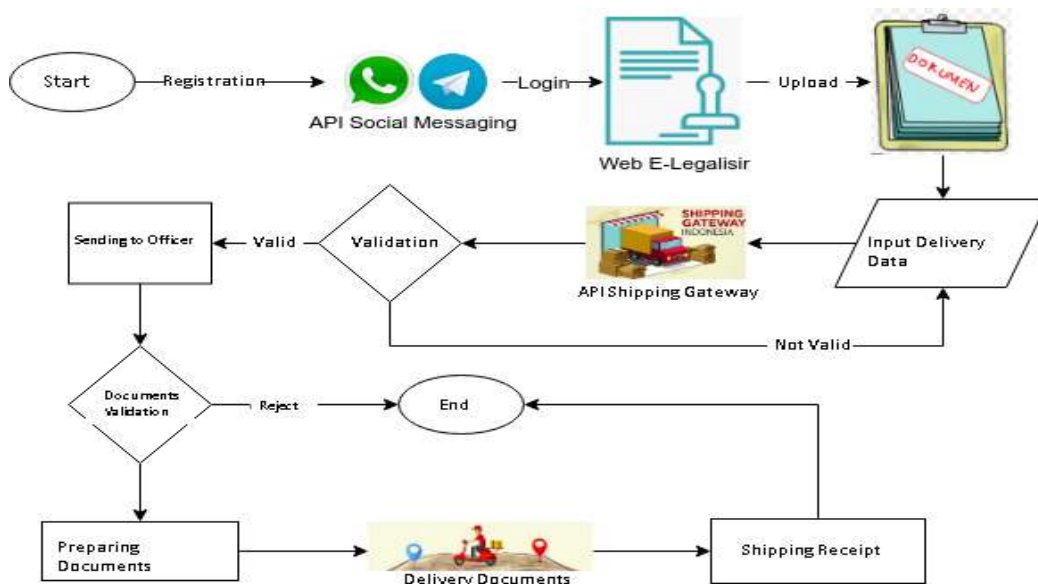 Start
Registration
API Social Messaging
Login
Web E-Legalisir
Upload
DOKUMEN
Sending to Officer
Valid
Validation
SHIPPING
GATEWAY
INDONESIA
API Shipping Gateway
Input Delivery
Data
Not Valid
Documents
Validation
Reject
End
Preparing
Documents
Delivery Documents
Shipping Receipt